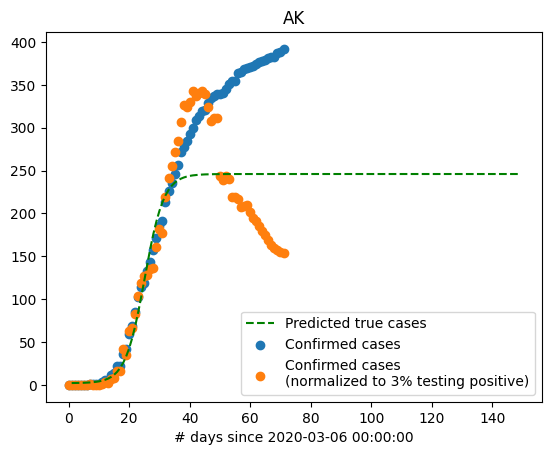 AK
400
350
300
250
200
150
100
50
0
Predicted true cases
Confirmed cases
Confirmed cases
(normalized to 3% testing positive)
0 20 40 60 80 100 120 140
# days since 2020-03-06 00:00:00